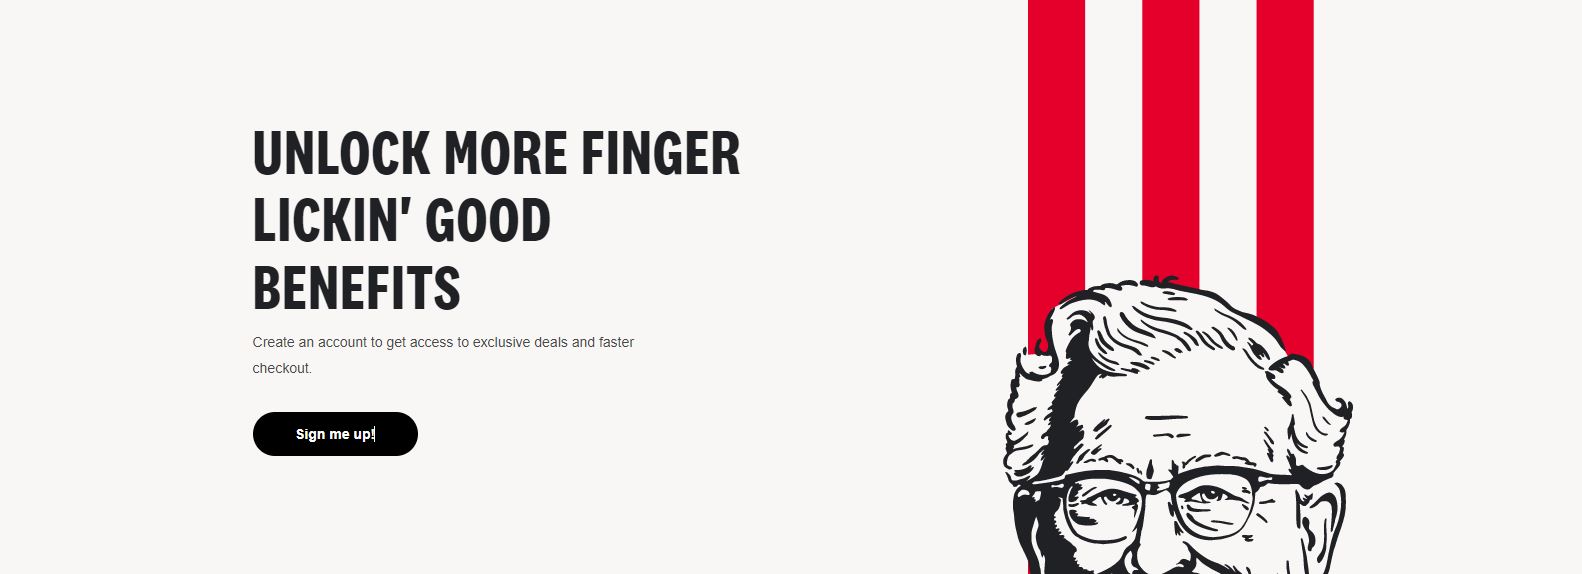 UNLOCK MORE FINGER
LICKIN' GOOD
BENEFITS
Create an account to get access to exclusive deals and faster
checkout.
Sign me up!